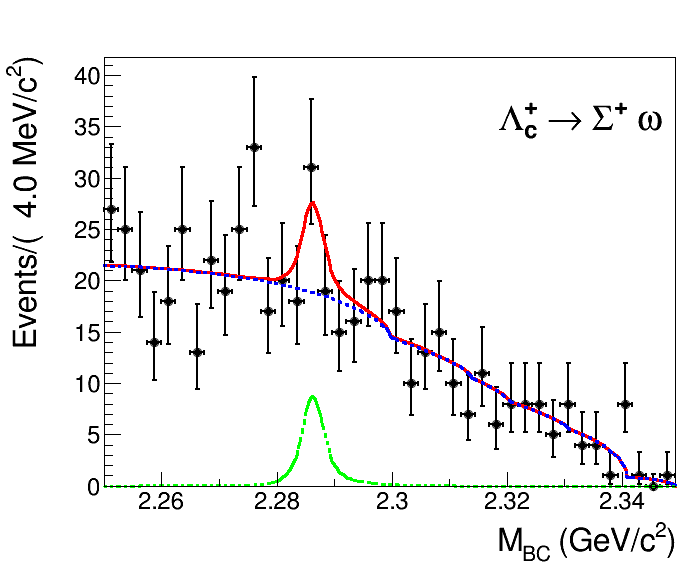 Events/( 4.0 MeV/c²)
40
35
30
25
20
15
10
5
0
Λc⁺ → Σ⁺ ω
2.26 2.28 2.3 2.32 2.34
M_BC (GeV/c²)